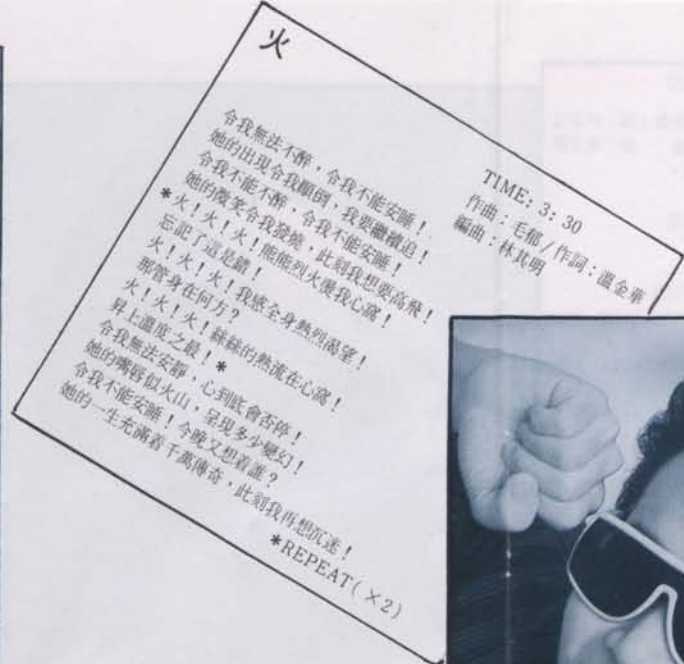 火
TIME: 3: 30
作曲：毛郁／作詞：溫金華
編曲：林其明
令我無法不醉，令我不能安睡！
她的出現令我顛倒，我要繼續追！
令我不能不醉，令我不能安睡！
她的微笑令我發燒，此刻我想要高飛！
*火！火！火！熊熊烈火燙我心窩！
忘記了這是錯！
火！火！火！我感全身熱烈渴望！
那管身在何方？
火！火！火！絲絲的熱流在心窩！
昇上溫度之最！*
令我無法安靜，心到底會否停！
她的嘴唇似火山，呈現多少變幻！
令我不能安睡！今晚又想着誰？
她的一生充滿着千萬傳奇，此刻我再想沉迷！
*REPEAT(×2)